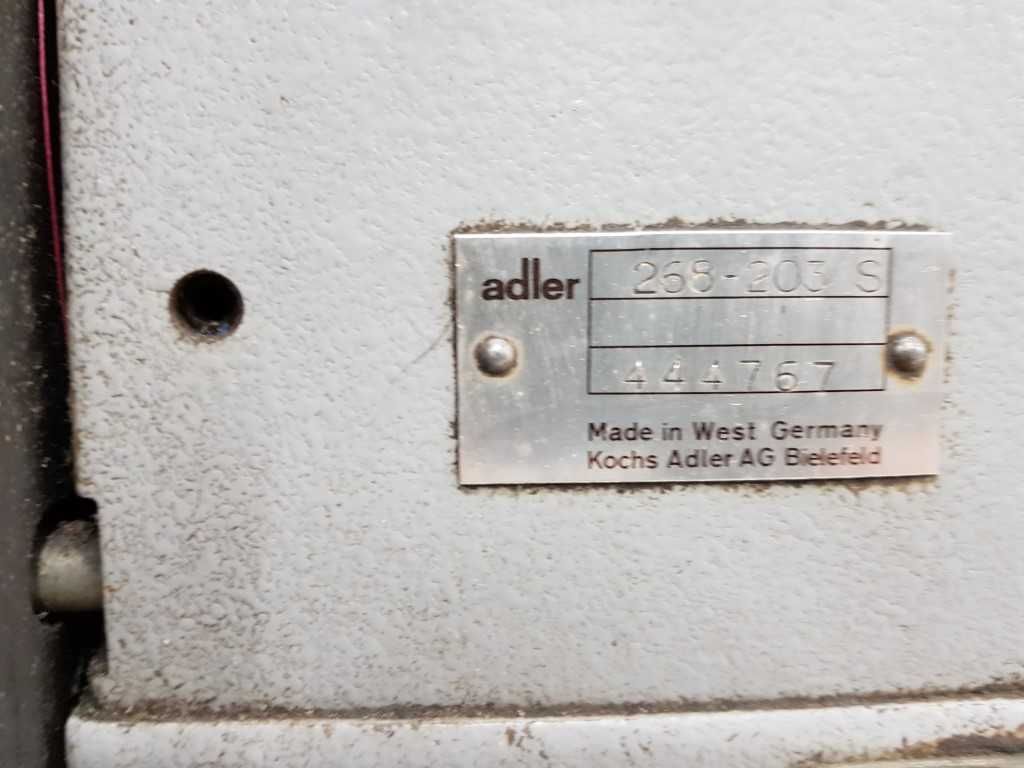 adler
268-203 S
444767
Made in West Germany
Kochs Adler AG Bielefeld